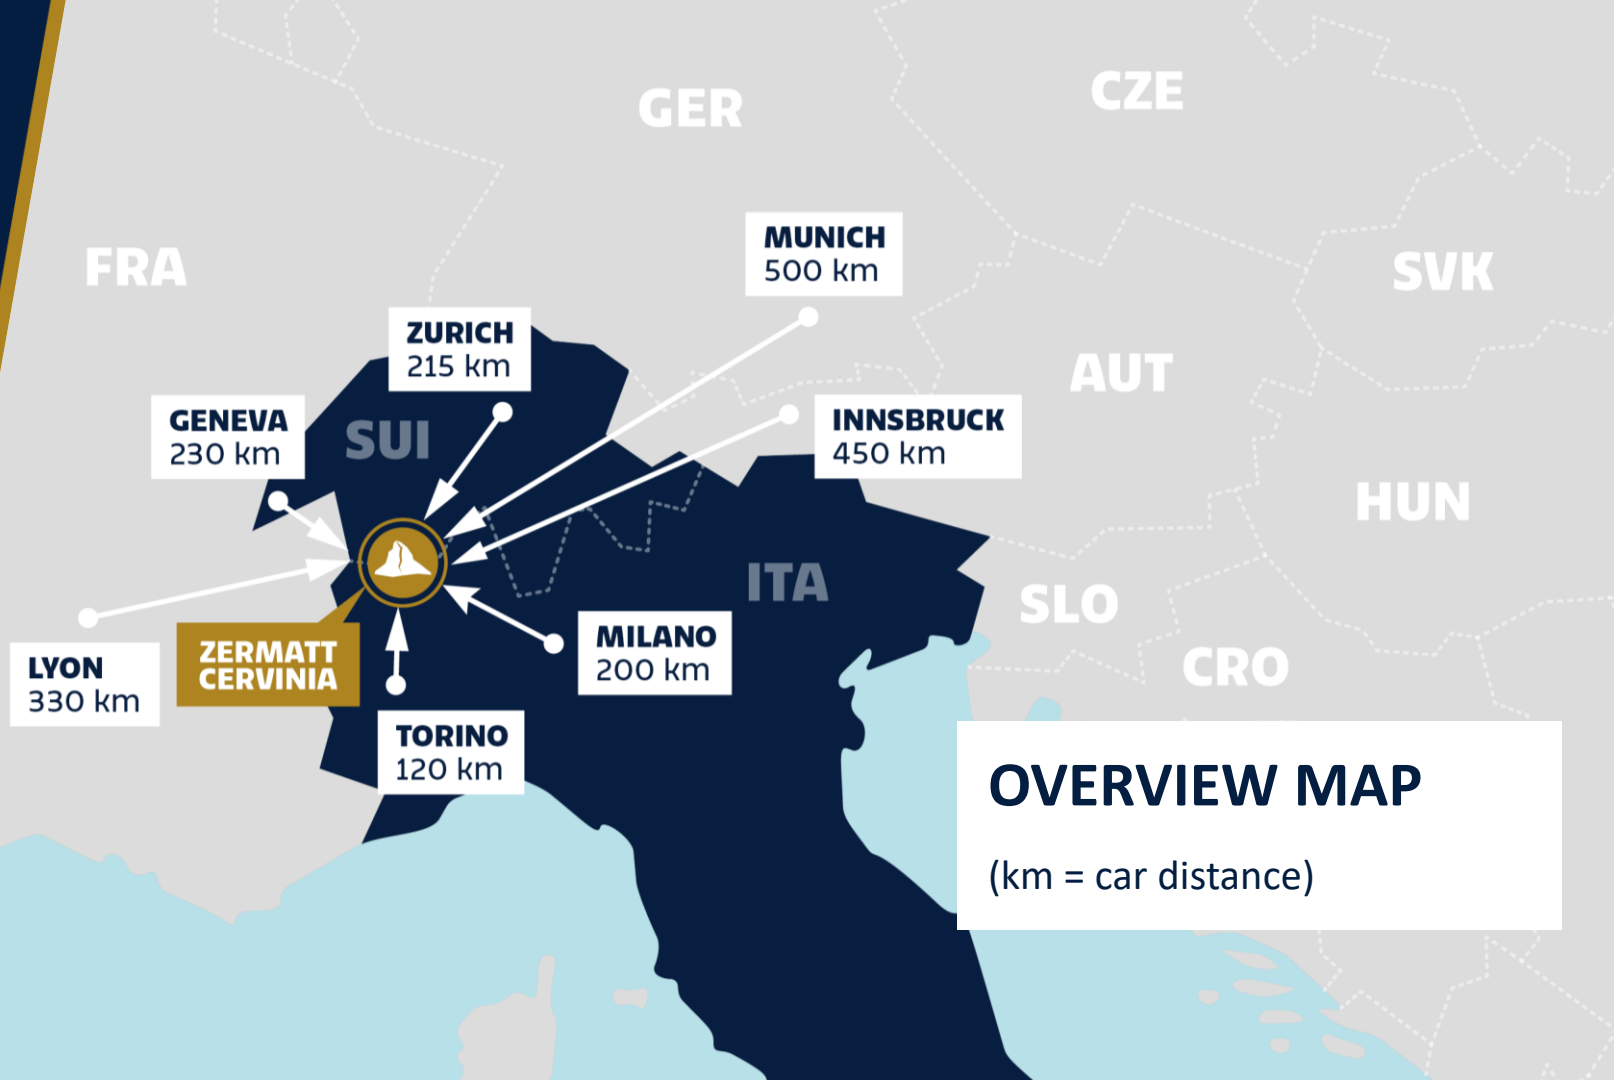 GER
CZE
FRA
MUNICH
500 km
SVK
ZURICH
215 km
AUT
GENEVA
230 km
SUI
INNSBRUCK
450 km
HUN
ITA
SLO
ZERMATT
CERVINIA
MILANO
200 km
LYON
330 km
CRO
TORINO
120 km
OVERVIEW MAP
(km = car distance)